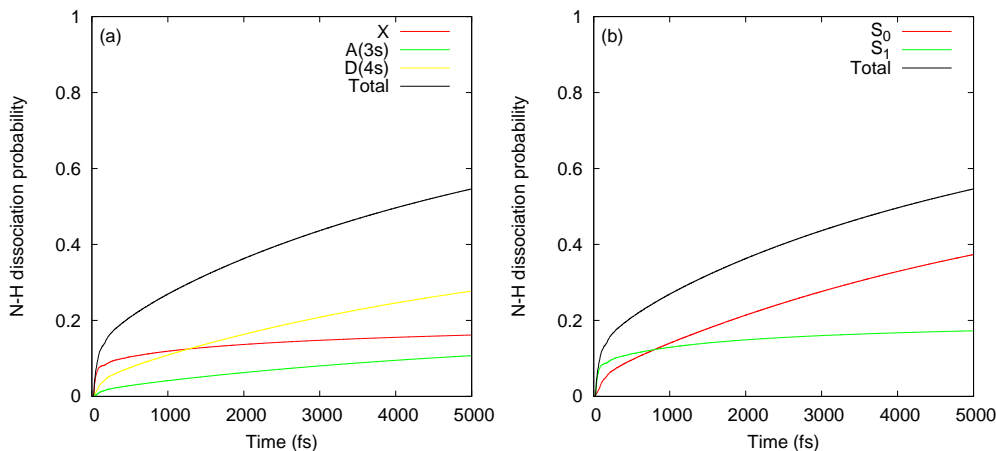 (a)
X
A(3s)
D(4s)
Total
N-H dissociation probability
1
0.8
0.6
0.4
0.2
0
0 1000 2000 3000 4000 5000
Time (fs)
(b)
S0
S1
Total
N-H dissociation probability
1
0.8
0.6
0.4
0.2
0
0 1000 2000 3000 4000 5000
Time (fs)